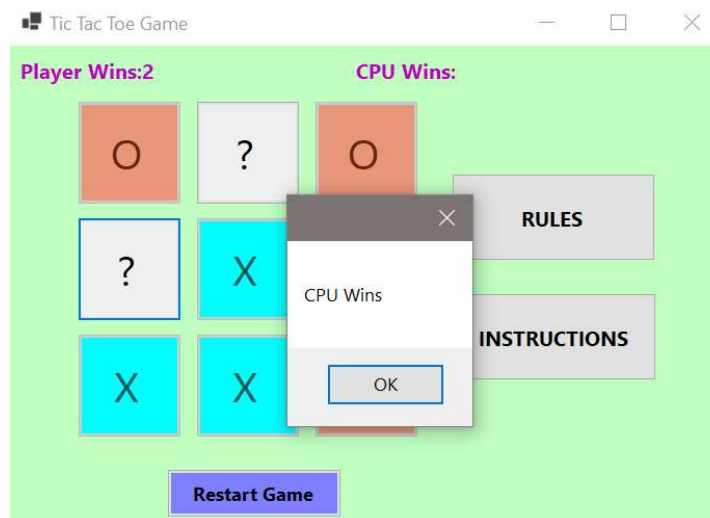 Tic Tac Toe Game
Player Wins:2 CPU Wins:
O ? O
RULES
? X
CPU Wins
INSTRUCTIONS
X X
OK
Restart Game